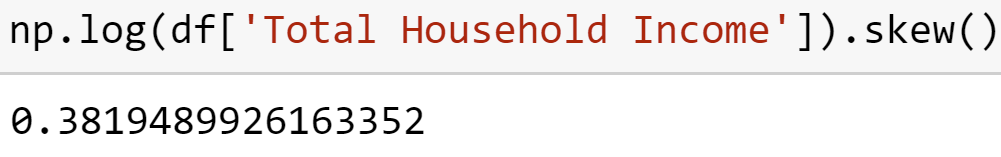 np.log(df['Total Household Income']).skew()
0.3819489926163352